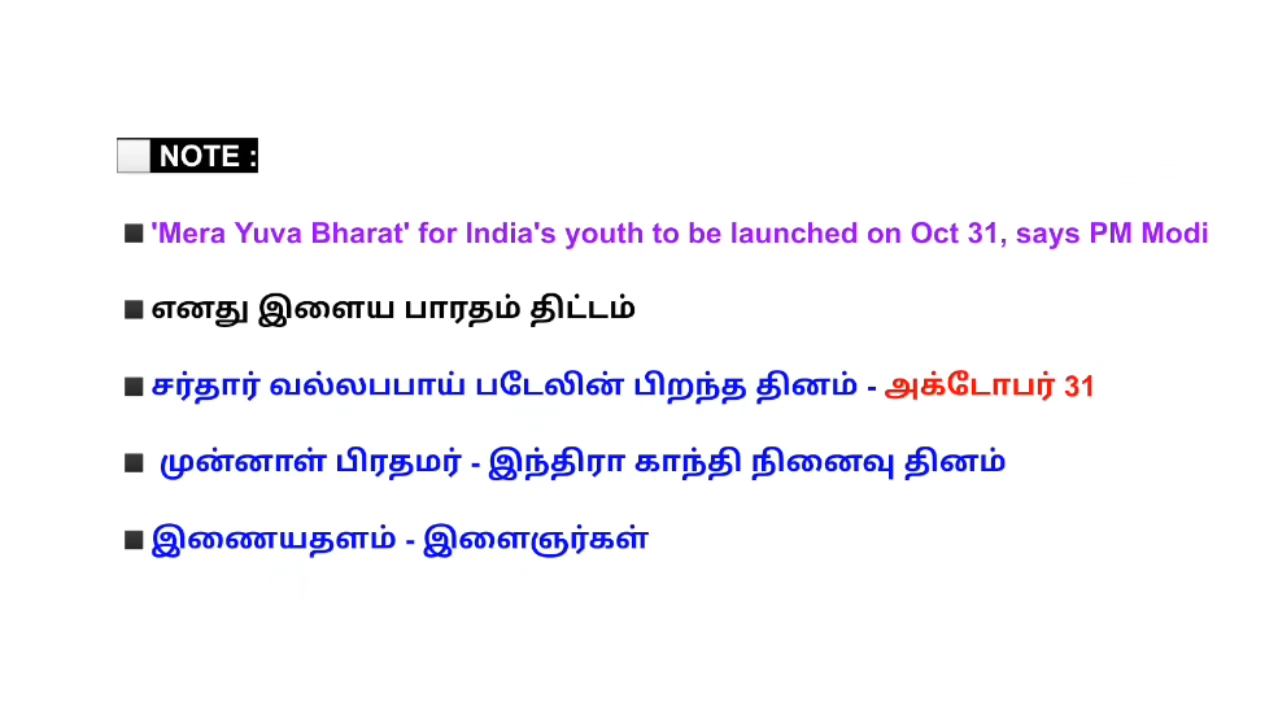 NOTE :
'Mera Yuva Bharat' for India's youth to be launched on Oct 31, says PM Modi
எனது இளைய பாரதம் திட்டம்
சர்தார் வல்லபபாய் படேலின் பிறந்த தினம் - அக்டோபர் 31
முன்னாள் பிரதமர் - இந்திரா காந்தி நினைவு தினம்
இணையதளம் - இளைஞர்கள்